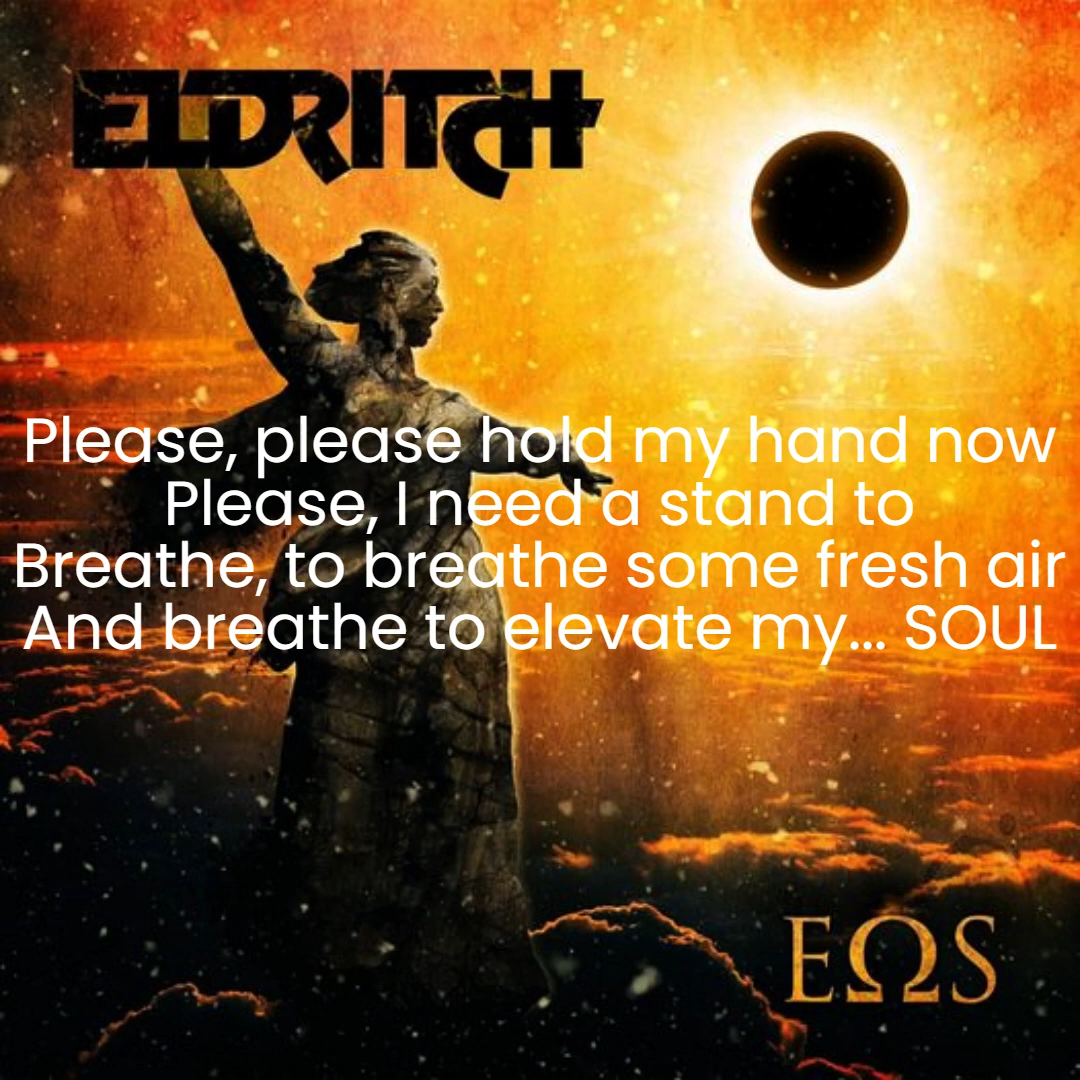 ELDRITCH
Please, please hold my hand now
Please, I need a stand to
Breathe, to breathe some fresh air
And breathe to elevate my... SOUL
EΩS